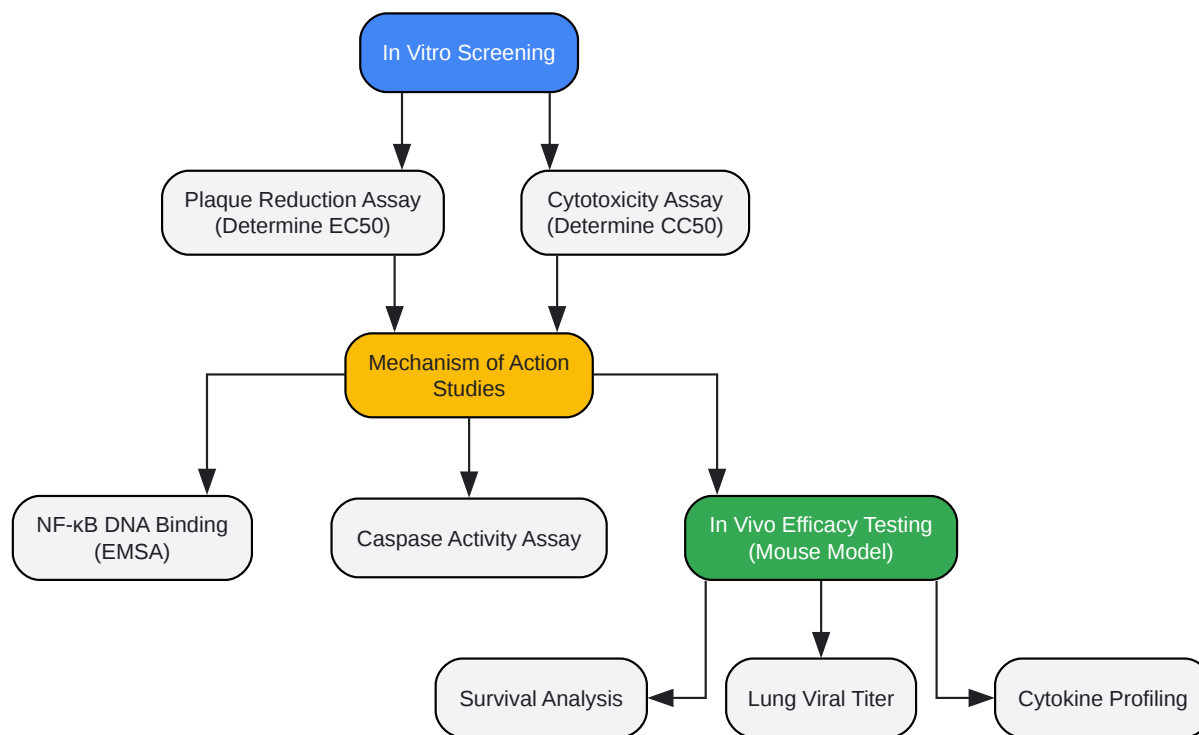 In Vitro Screening
Plaque Reduction Assay
(Determine EC50)
Cytotoxicity Assay
(Determine CC50)
Mechanism of Action
Studies
NF-κB DNA Binding
(EMSA)
Caspase Activity Assay
In Vivo Efficacy Testing
(Mouse Model)
Survival Analysis
Lung Viral Titer
Cytokine Profiling